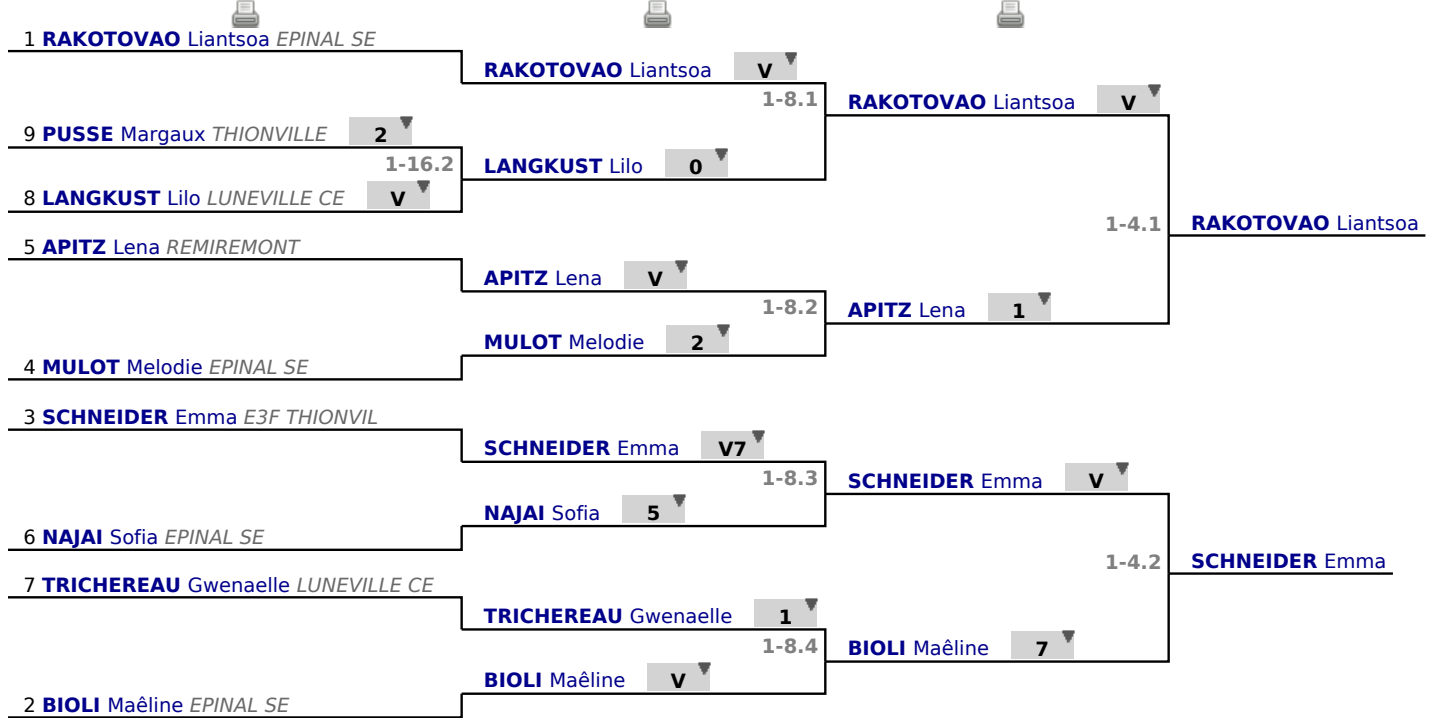 1 RAKOTOVAO Liantsoa EPINAL SE
RAKOTOVAO Liantsoa V
1-8.1
RAKOTOVAO Liantsoa V
9 PUSSE Margaux THIONVILLE 2
1-16.2
LANGKUST Lilo 0
8 LANGKUST Lilo LUNEVILLE CE V
1-4.1
RAKOTOVAO Liantsoa
5 APITZ Lena REMIREMONT
APITZ Lena V
1-8.2
APITZ Lena 1
MULOT Melodie 2
4 MULOT Melodie EPINAL SE
3 SCHNEIDER Emma E3F THIONVIL
SCHNEIDER Emma V7
1-8.3
SCHNEIDER Emma V
NAJAI Sofia 5
6 NAJAI Sofia EPINAL SE
1-4.2
SCHNEIDER Emma
7 TRICHEREAU Gwenaelle LUNEVILLE CE
TRICHEREAU Gwenaelle 1
1-8.4
BIOLI Maêline 7
BIOLI Maêline V
2 BIOLI Maêline EPINAL SE